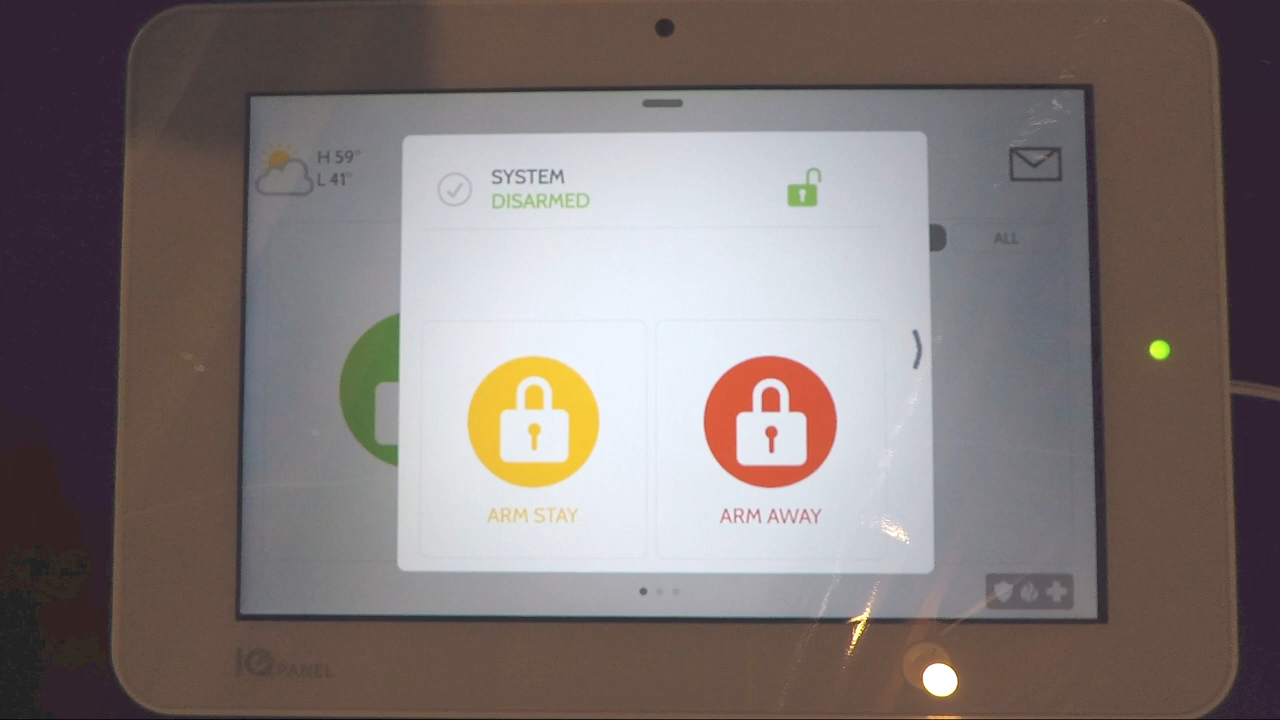 H 59°
L 41°
SYSTEM
DISARMED
ALL
ARM STAY
ARM AWAY
IQ PANEL